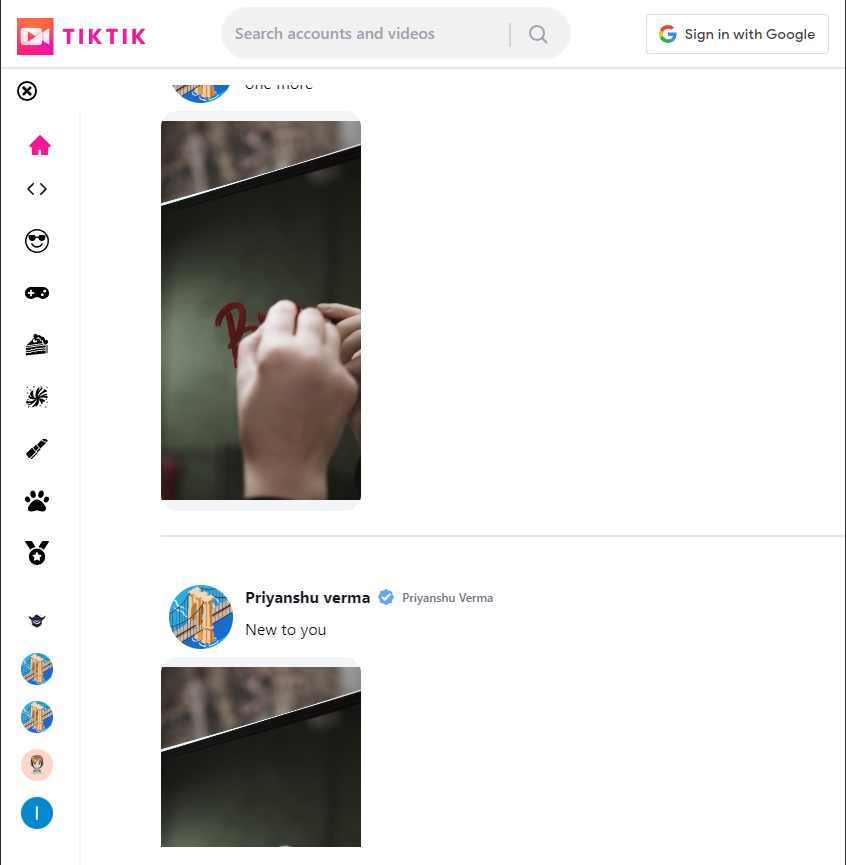 TIKTIK
Search accounts and videos
Sign in with Google
one more
Priyanshu verma Priyanshu Verma
New to you
I